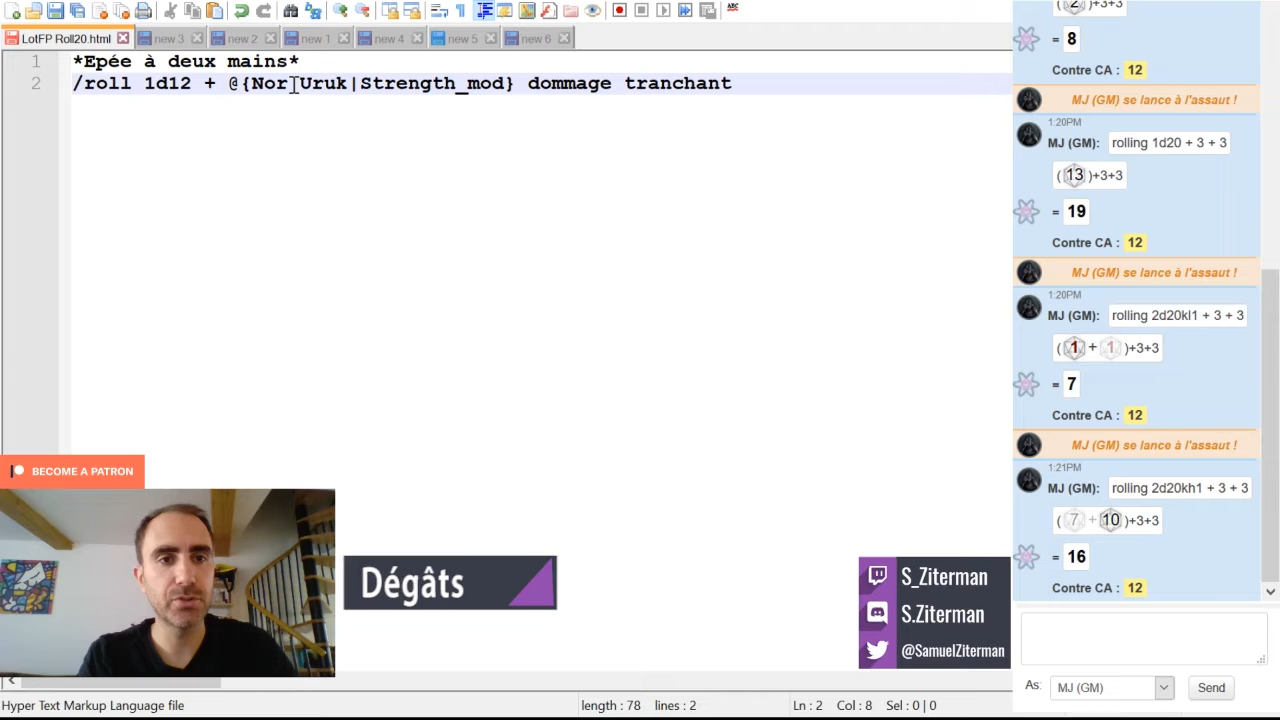 LotFP Roll20.html
new 3
new 2
new 1
new 4
new 5
new 6
1 *Epée à deux mains*
2 /roll 1d12 + @{Nor Uruk|Strength_mod} dommage tranchant
BECOME A PATRON
Dégâts
S_Ziterman
S.Ziterman
@SamuelZiterman
(2)+3+3
= 8
Contre CA : 12
MJ (GM) se lance à l'assaut !
1:20PM
MJ (GM): rolling 1d20 + 3 + 3
(13)+3+3
= 19
Contre CA : 12
MJ (GM) se lance à l'assaut !
1:20PM
MJ (GM): rolling 2d20kl1 + 3 + 3
(1 + 1)+3+3
= 7
Contre CA : 12
MJ (GM) se lance à l'assaut !
1:21PM
MJ (GM): rolling 2d20kh1 + 3 + 3
(7 + 10)+3+3
= 16
Contre CA : 12
As: MJ (GM) Send
Hyper Text Markup Language file length : 78 lines : 2 Ln : 2 Col : 8 Sel : 0 | 0